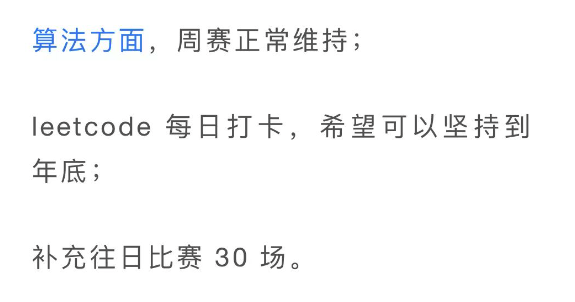 算法方面，周赛正常维持；
leetcode 每日打卡，希望可以坚持到
年底；
补充往日比赛 30 场。